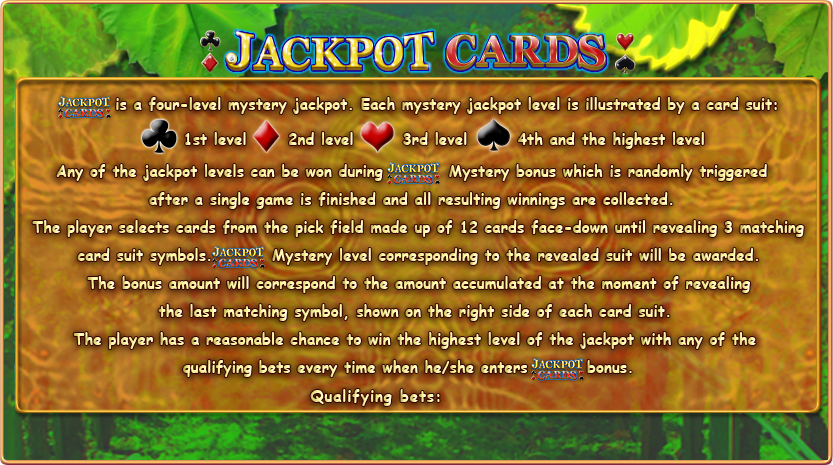 JACKPOT CARDS
JACKPOT CARDS is a four-level mystery jackpot. Each mystery jackpot level is illustrated by a card suit:
1st level 2nd level 3rd level 4th and the highest level
Any of the jackpot levels can be won during JACKPOT CARDS Mystery bonus which is randomly triggered
after a single game is finished and all resulting winnings are collected.
The player selects cards from the pick field made up of 12 cards face-down until revealing 3 matching
card suit symbols. JACKPOT CARDS Mystery level corresponding to the revealed suit will be awarded.
The bonus amount will correspond to the amount accumulated at the moment of revealing
the last matching symbol, shown on the right side of each card suit.
The player has a reasonable chance to win the highest level of the jackpot with any of the
qualifying bets every time when he/she enters JACKPOT CARDS bonus.
Qualifying bets: